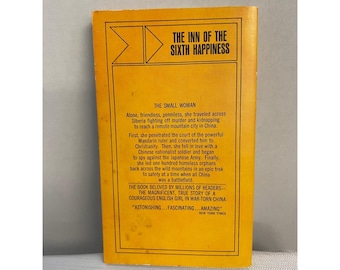 THE INN OF THE
SIXTH HAPPINESS
THE SMALL WOMAN
Alone, friendless, penniless, she traveled across
Siberia fighting off murder and kidnapping
to reach a remote mountain city in China.
First, she penetrated the court of the powerful
Mandarin ruler and converted him to
Christianity. Then, she fell in love with a
Chinese nationalist soldier and began
to spy against the Japanese Army. Finally,
she led one hundred homeless orphans
back across the wild mountains in an epic trek
to safety at a time when all China
was a battlefield.
THE BOOK BELOVED BY MILLIONS OF READERS—
THE MAGNIFICENT, TRUE STORY OF A
COURAGEOUS ENGLISH GIRL IN WAR-TORN CHINA
"ASTONISHING... FASCINATING... AMAZING"
NEW YORK TIMES